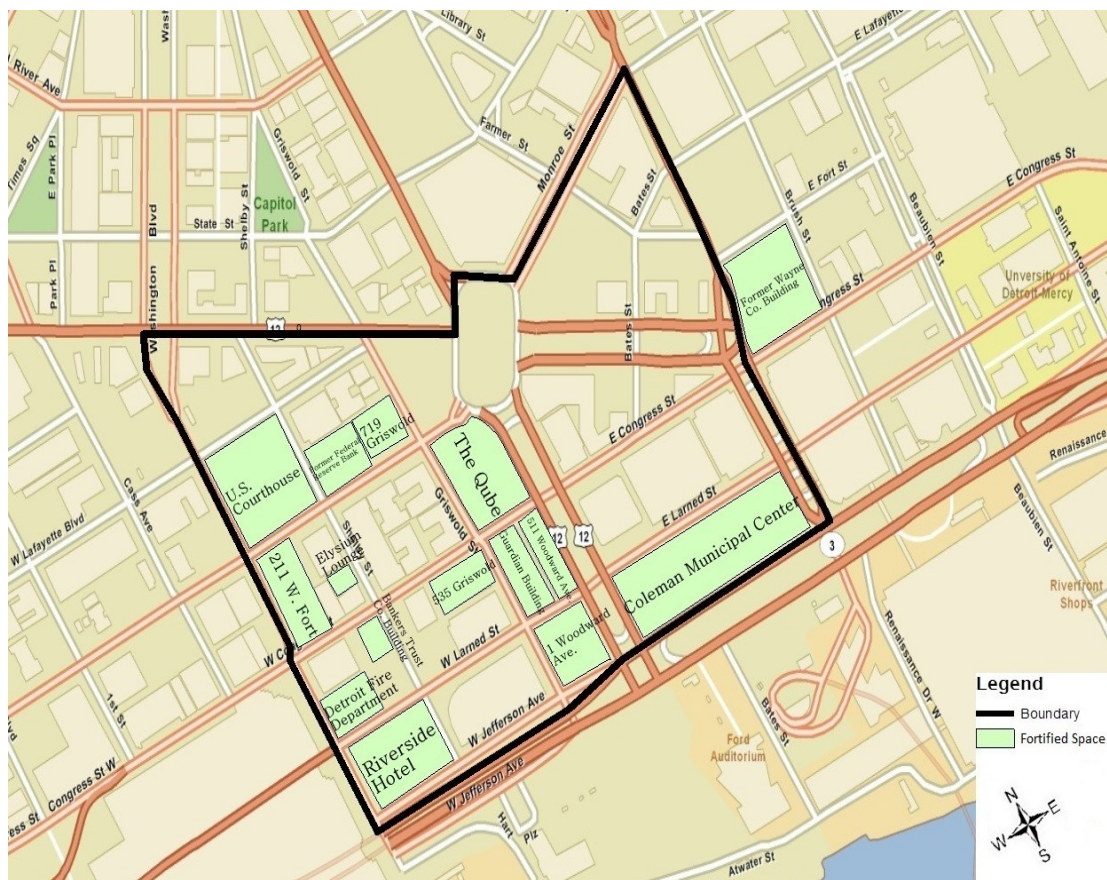 Library St
E Lafayette
River Ave
Times Sq
E Park Pl
Griswold St
Farmer St
Monroe St
Bates St
E Fort St
E Congress St
Capitol
Park
State St
Shelby St
Blvd
Brush St
Beaubien St
Saint Antoine St
Park Pl
Washington
12
Unversity of
Detroit-Mercy
Former Wayne
Co. Building
Congress St
Bates St
719
Griswold
The Qube
E Congress St
U.S.
Courthouse
Former Federal
Reserve Bank
Cass Ave
W Lafayette Blvd
Griswold St
E Larned St
Renaissance
Beaubien St
511 Woodward Ave
12
12
Guardian Building
3
Elysium
Lounge
535 Griswold
Coleman Municipal Center
211 W. Fort
Bankers Trust
Co. Building
W Larned St
1 Woodward
Ave.
Riverfront
Shops
1st St
Detroit Fire
Department
Renaissance Dr W
Legend
Boundary
Fortified Space
Riverside
Hotel
W Jefferson Ave
W Jefferson Ave
Ford
Auditorium
Bates St
Congress St W
Hart
Plz
Atwater St
N
E
W
S